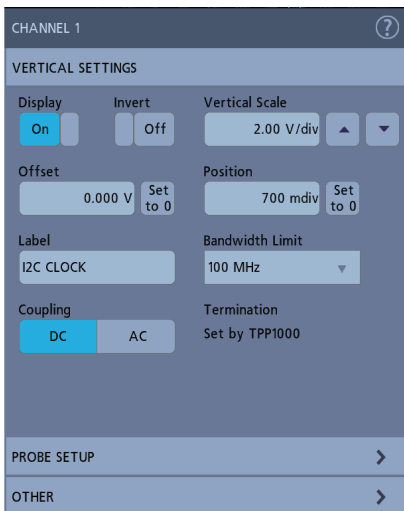 CHANNEL 1 ?
VERTICAL SETTINGS
Display Invert Vertical Scale
On Off 2.00 V/div
Offset Position
0.000 V Set to 0 700 mdiv Set to 0
Label Bandwidth Limit
I2C CLOCK 100 MHz
Coupling Termination
DC AC Set by TPP1000
PROBE SETUP
OTHER